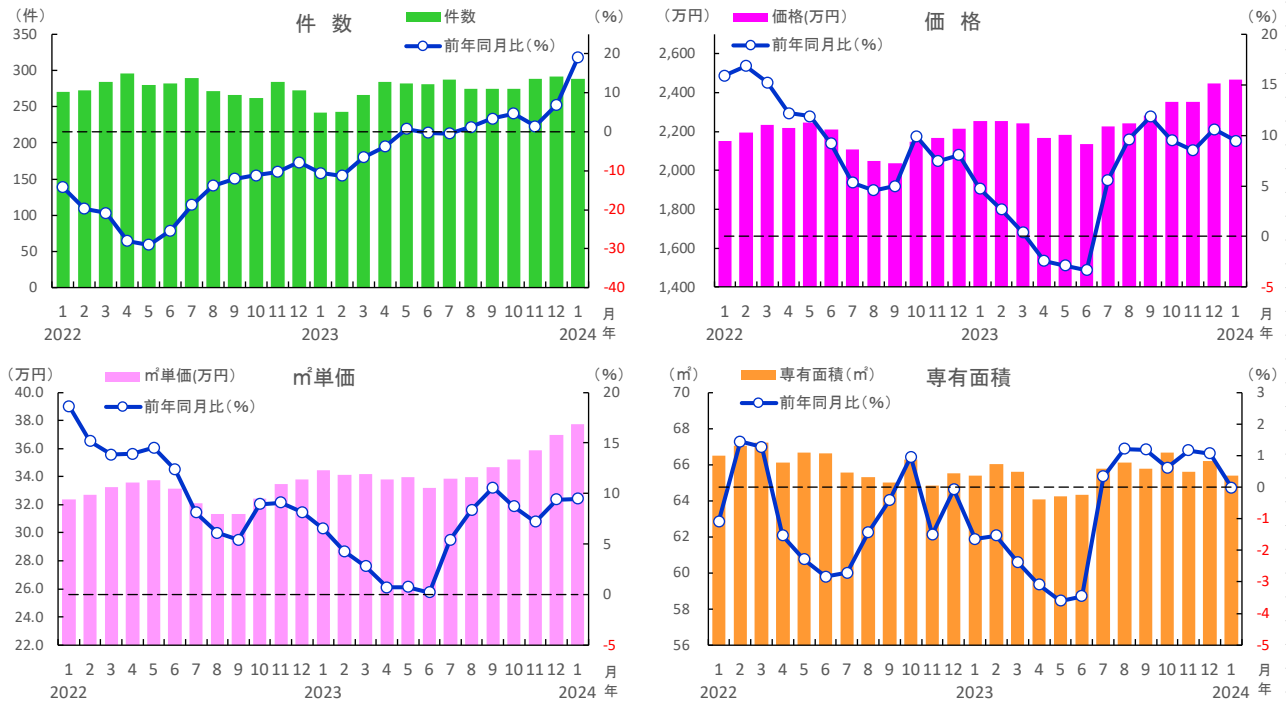 (件)
件 数
件数
前年同月比(%)
(%)
350
300
250
200
150
100
50
0
20
10
0
-10
-20
-30
-40
1 2 3 4 5 6 7 8 9 10 11 12 1 2 3 4 5 6 7 8 9 10 11 12 1 月
2022 2023 2024 年
(万円)
価格(万円)
前年同月比(%)
価 格
(%)
2,600
2,400
2,200
2,000
1,800
1,600
1,400
20
15
10
5
0
-5
1 2 3 4 5 6 7 8 9 10 11 12 1 2 3 4 5 6 7 8 9 10 11 12 1 月
2022 2023 2024 年
(万円)
㎡単価(万円)
前年同月比(%)
㎡単価
(%)
40.0
38.0
36.0
34.0
32.0
30.0
28.0
26.0
24.0
22.0
20
15
10
5
0
-5
1 2 3 4 5 6 7 8 9 10 11 12 1 2 3 4 5 6 7 8 9 10 11 12 1 月
2022 2023 2024 年
(㎡)
専有面積(㎡)
前年同月比(%)
専有面積
(%)
70
68
66
64
62
60
58
56
3
2
1
0
-1
-2
-3
-4
-5
1 2 3 4 5 6 7 8 9 10 11 12 1 2 3 4 5 6 7 8 9 10 11 12 1 月
2022 2023 2024 年